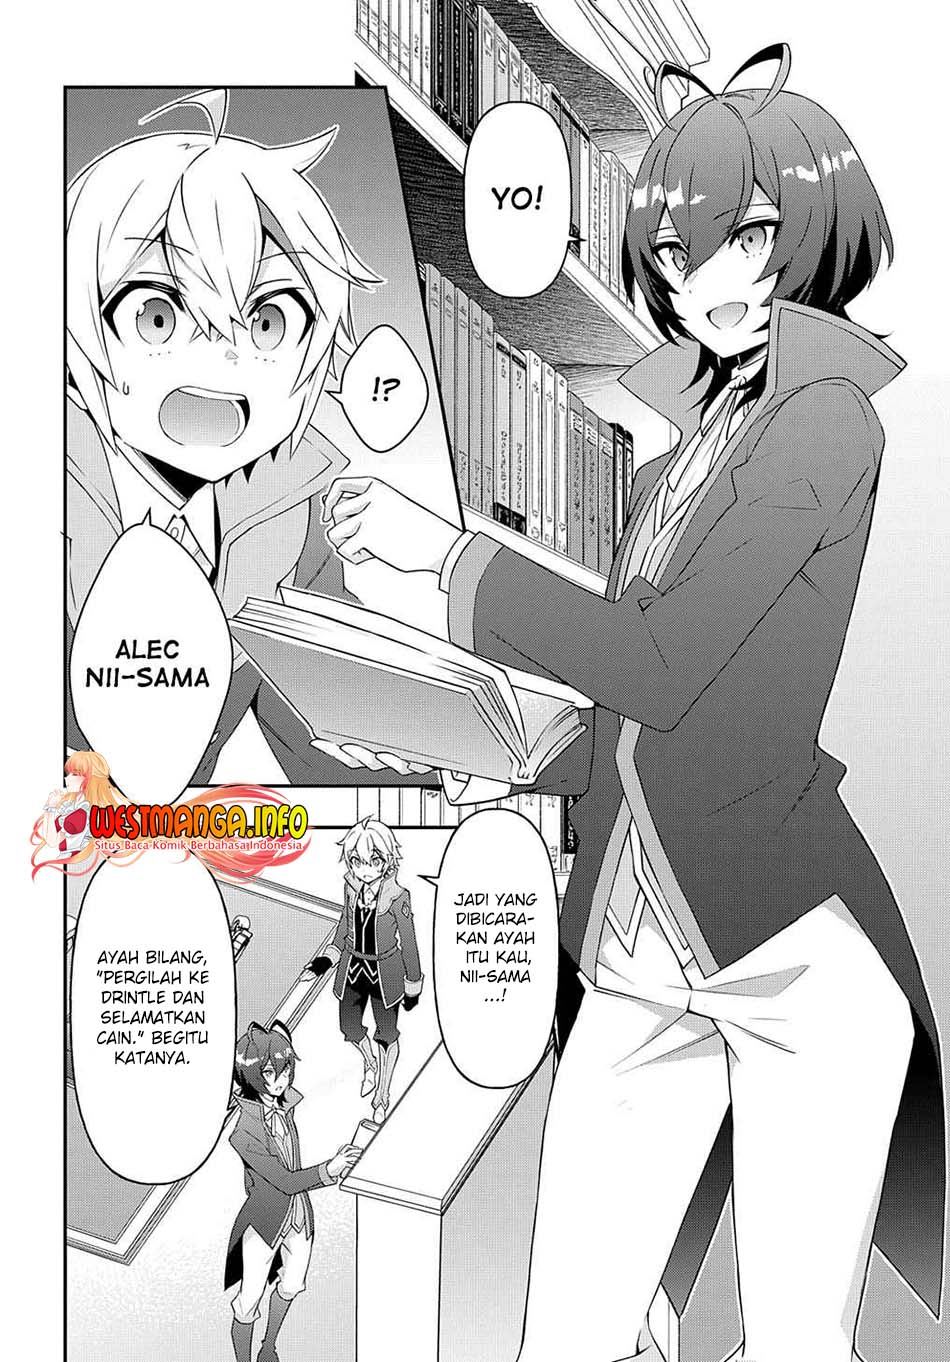 YO!
!?
ALEC
NII-SAMA
WESTMANGA.INFO
Situs Baca Komik Berbahasa Indonesia
JADI YANG
DIBICARA-
KAN AYAH
ITU KAU,
NII-SAMA
...!
AYAH BILANG,
"PERGILAH KE
DRINTLE DAN
SELAMATKAN
CAIN." BEGITU
KATANYA.